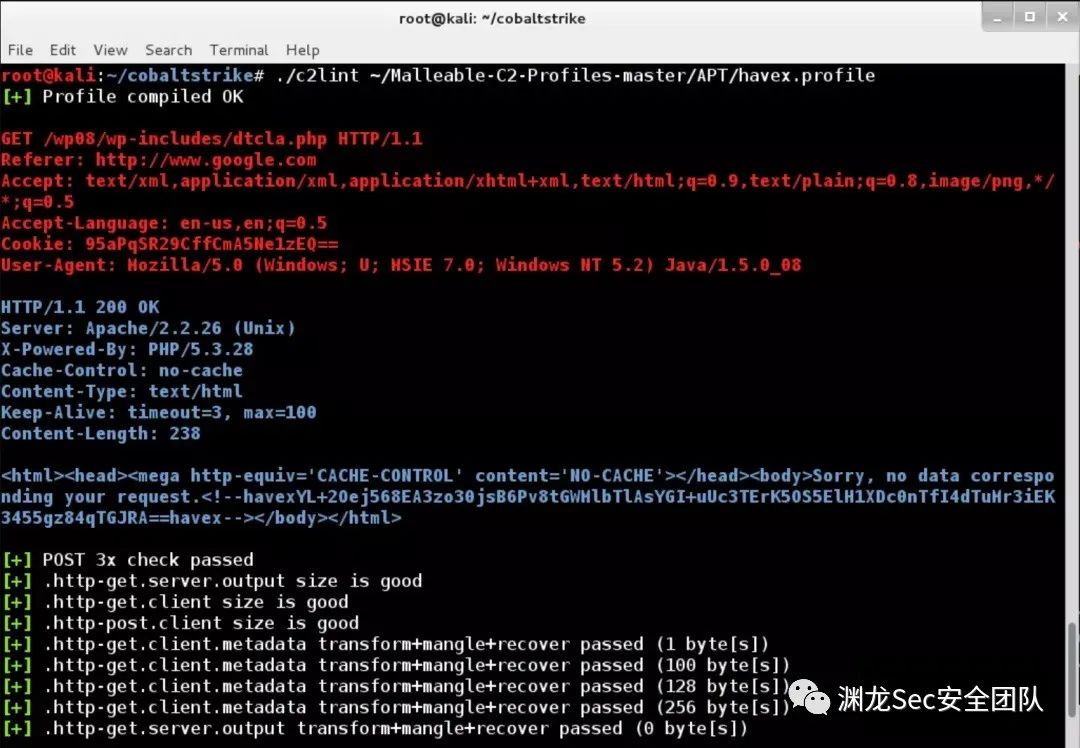 root@kali: ~/cobaltstrike
File Edit View Search Terminal Help
root@kali:~/cobaltstrike# ./c2lint ~/Malleable-C2-Profiles-master/APT/havex.profile
[+] Profile compiled OK
GET /wp08/wp-includes/dtcla.php HTTP/1.1
Referer: http://www.google.com
Accept: text/xml,application/xml,application/xhtml+xml,text/html;q=0.9,text/plain;q=0.8,image/png,*/
*;q=0.5
Accept-Language: en-us,en;q=0.5
Cookie: 95aPqSR29CffCmA5Ne1zEQ==
User-Agent: Mozilla/5.0 (Windows; U; MSIE 7.0; Windows NT 5.2) Java/1.5.0_08
HTTP/1.1 200 OK
Server: Apache/2.2.26 (Unix)
X-Powered-By: PHP/5.3.28
Cache-Control: no-cache
Content-Type: text/html
Keep-Alive: timeout=3, max=100
Content-Length: 238
<html><head><mega http-equiv='CACHE-CONTROL' content='NO-CACHE'></head><body>Sorry, no data correspo
nding your request.<!--havexYL+2Oej568EA3zo30jsB6Pv8tGWMlbTlAsYGI+uUc3TErK5OS5ElH1XDc0nTfI4dTuMr3iEK
3455gz84qTGJRA==havex--></body></html>
[+] POST 3x check passed
[+] .http-get.server.output size is good
[+] .http-get.client size is good
[+] .http-post.client size is good
[+] .http-get.client.metadata transform+mangle+recover passed (1 byte[s])
[+] .http-get.client.metadata transform+mangle+recover passed (100 byte[s])
[+] .http-get.client.metadata transform+mangle+recover passed (128 byte[s])
[+] .http-get.client.metadata transform+mangle+recover passed (256 byte[s])
[+] .http-get.server.output transform+mangle+recover passed (0 byte[s])
渊龙Sec安全团队